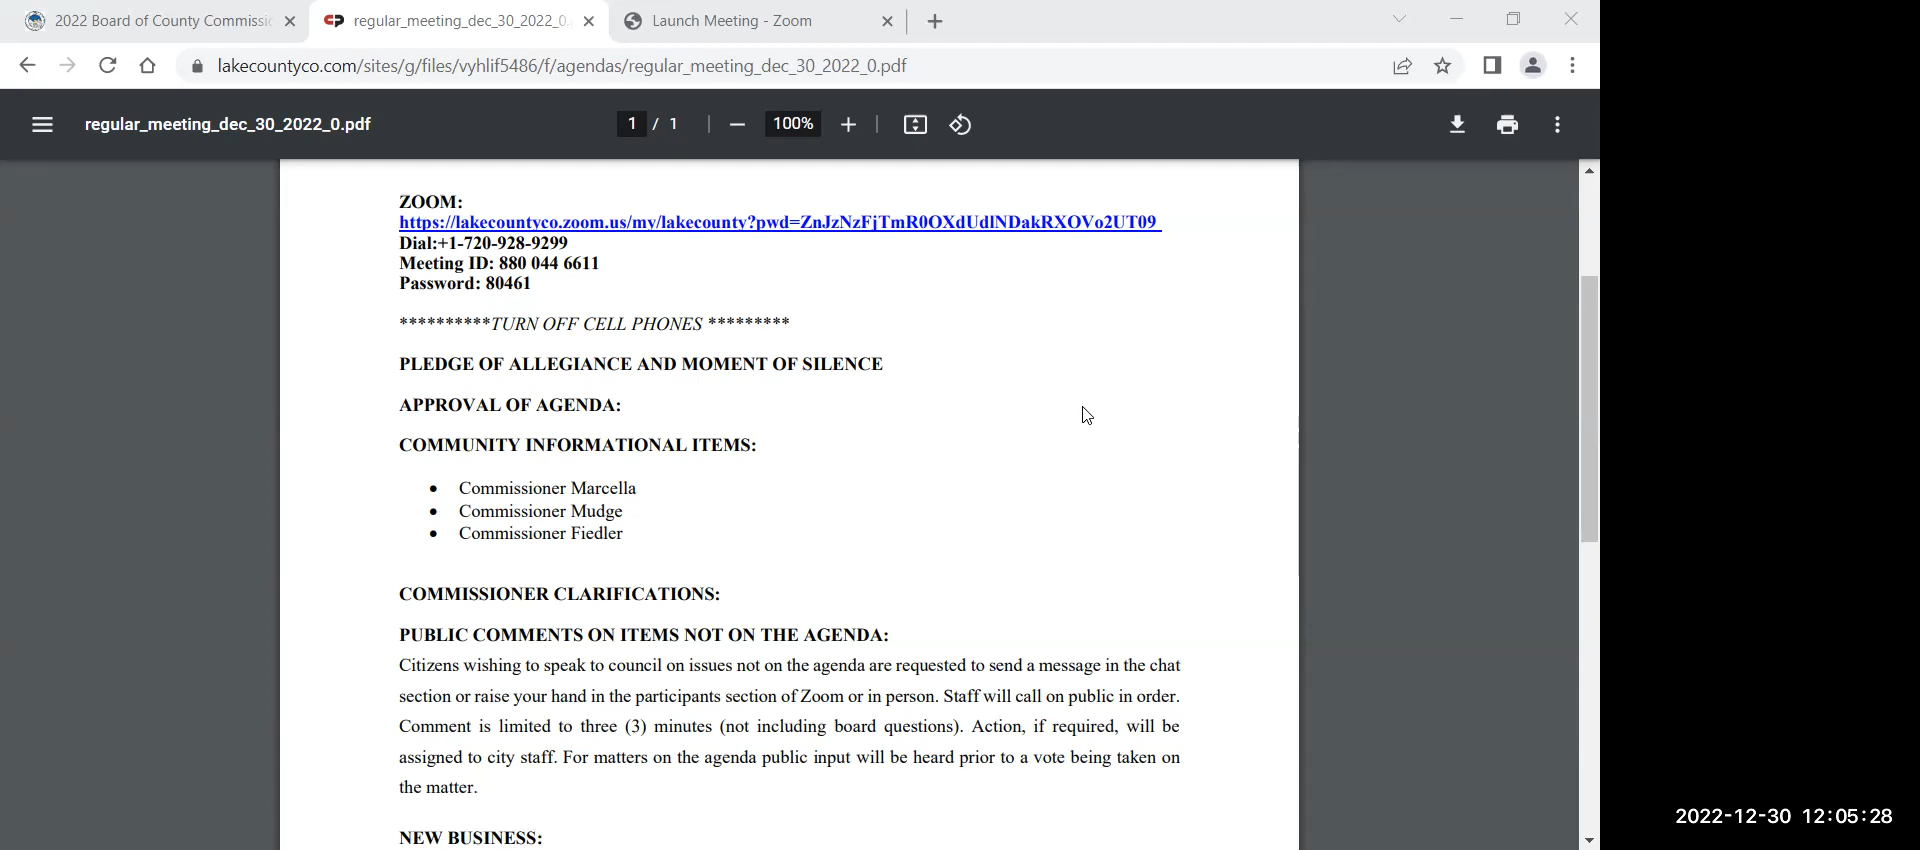 2022 Board of County Commissio
regular_meeting_dec_30_2022_0.
Launch Meeting - Zoom
lakecountyco.com/sites/g/files/vyhlif5486/f/agendas/regular_meeting_dec_30_2022_0.pdf
regular_meeting_dec_30_2022_0.pdf
1 / 1
100%
ZOOM:
https://lakecountyco.zoom.us/my/lakecounty?pwd=ZnJzNzFjTmR0OXdUdlNDakRXOVo2UT09
Dial:+1-720-928-9299
Meeting ID: 880 044 6611
Password: 80461
**********TURN OFF CELL PHONES *********
PLEDGE OF ALLEGIANCE AND MOMENT OF SILENCE
APPROVAL OF AGENDA:
COMMUNITY INFORMATIONAL ITEMS:
• Commissioner Marcella
• Commissioner Mudge
• Commissioner Fiedler
COMMISSIONER CLARIFICATIONS:
PUBLIC COMMENTS ON ITEMS NOT ON THE AGENDA:
Citizens wishing to speak to council on issues not on the agenda are requested to send a message in the chat
section or raise your hand in the participants section of Zoom or in person. Staff will call on public in order.
Comment is limited to three (3) minutes (not including board questions). Action, if required, will be
assigned to city staff. For matters on the agenda public input will be heard prior to a vote being taken on
the matter.
NEW BUSINESS:
2022-12-30 12:05:28